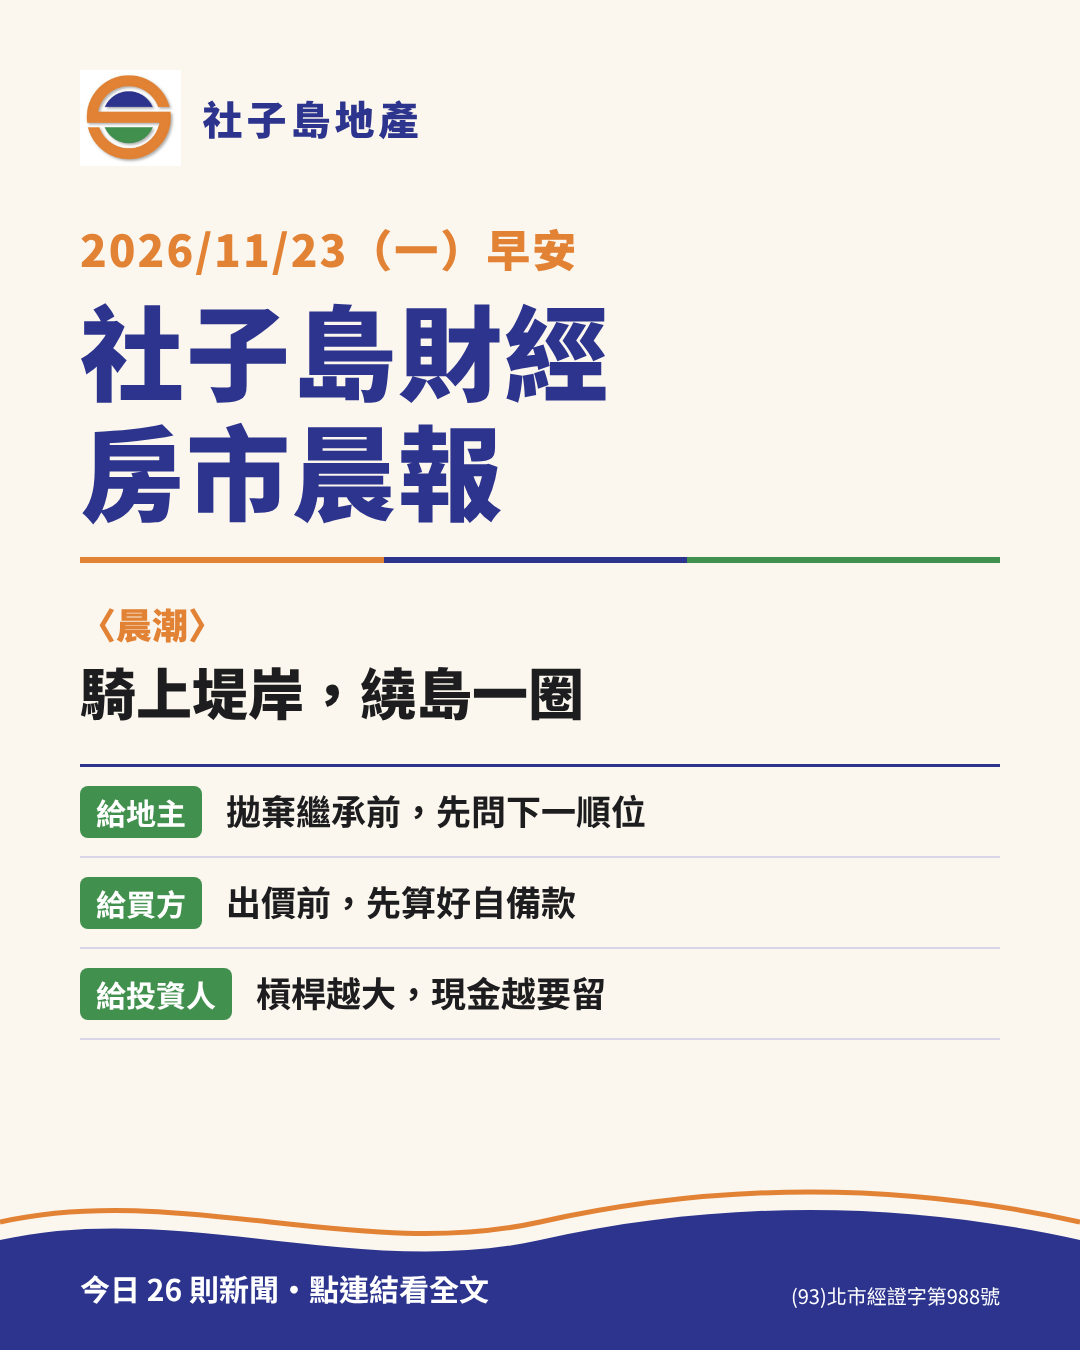 社子島地產
2026/11/23（一）早安
社子島財經
房市晨報
〈晨潮〉
騎上堤岸，繞島一圈
給地主 拋棄繼承前，先問下一順位
給買方 出價前，先算好自備款
給投資人 槓桿越大，現金越要留
今日 26 則新聞・點連結看全文
(93)北市經證字第988號